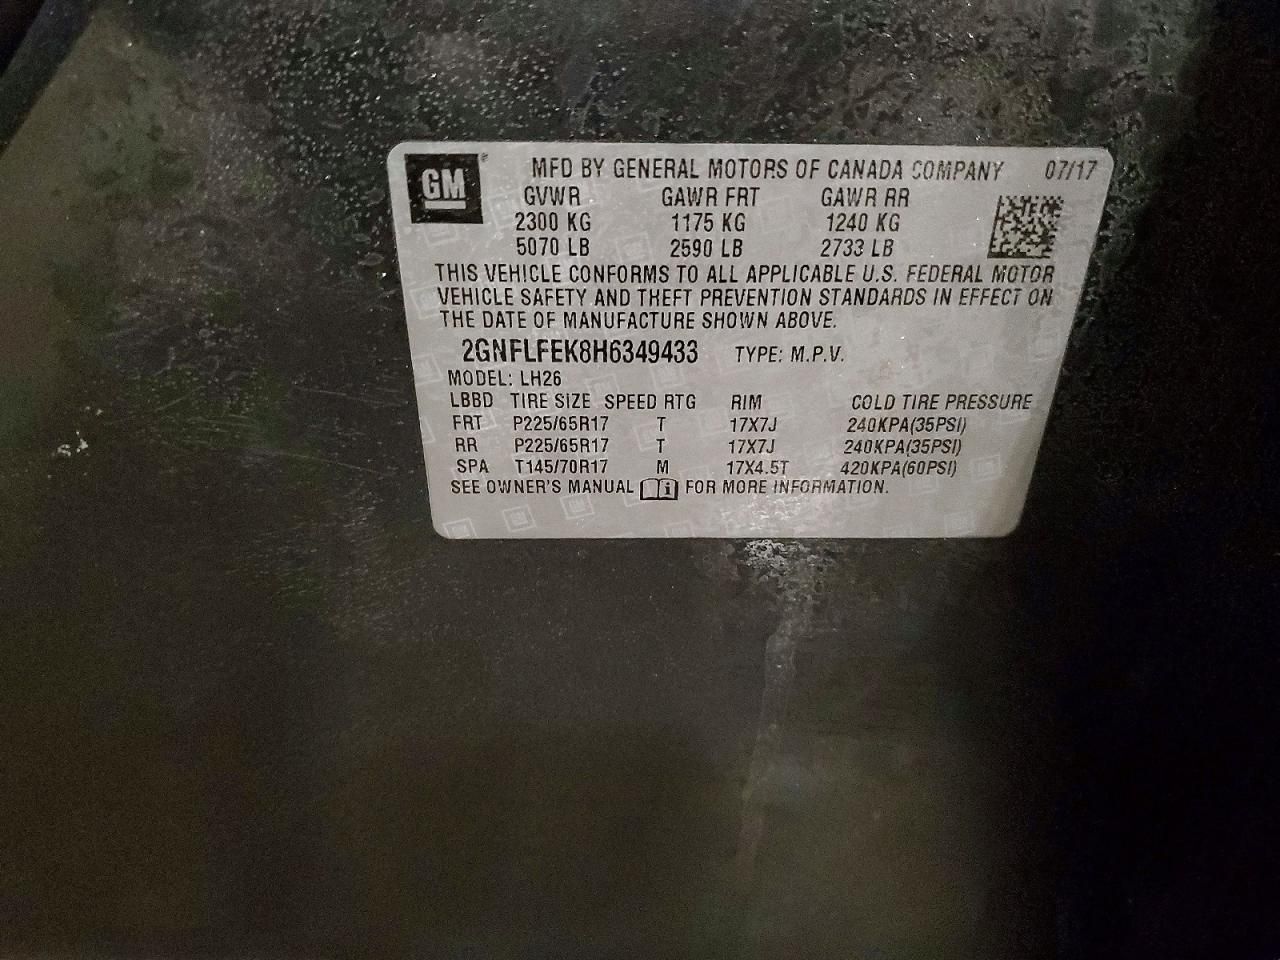 GM® MFD BY GENERAL MOTORS OF CANADA COMPANY 07/17
GVWR GAWR FRT GAWR RR
2300 KG 1175 KG 1240 KG
5070 LB 2590 LB 2733 LB
THIS VEHICLE CONFORMS TO ALL APPLICABLE U.S. FEDERAL MOTOR
VEHICLE SAFETY AND THEFT PREVENTION STANDARDS IN EFFECT ON
THE DATE OF MANUFACTURE SHOWN ABOVE.
2GNFLFEK8H6349433 TYPE: M.P.V.
MODEL: LH26
LBBD TIRE SIZE SPEED RTG RIM COLD TIRE PRESSURE
FRT P225/65R17 T 17X7J 240KPA(35PSI)
RR P225/65R17 T 17X7J 240KPA(35PSI)
SPA T145/70R17 M 17X4.5T 420KPA(60PSI)
SEE OWNER'S MANUAL i FOR MORE INFORMATION.